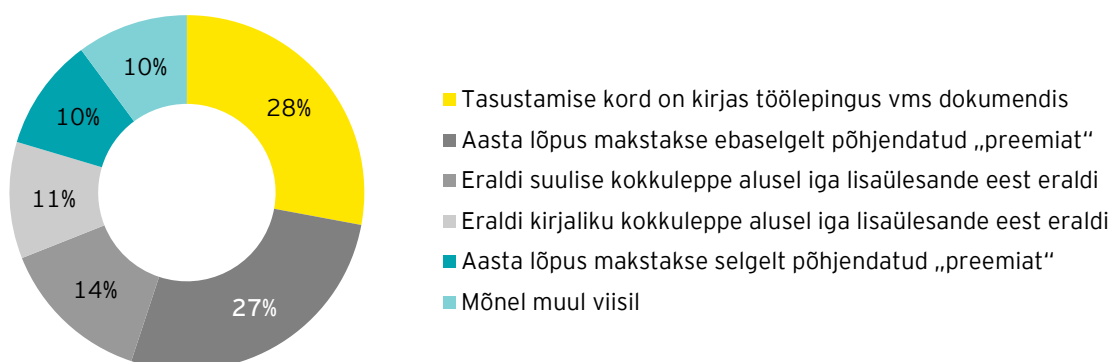 10%
28%
10%
11%
14%
27%
Tasustamise kord on kirjas töölepingus vms dokumendis
Aasta lõpus makstakse ebaselgelt põhjendatud „preemiat“
Eraldi suulise kokkuleppe alusel iga lisaülesande eest eraldi
Eraldi kirjaliku kokkuleppe alusel iga lisaülesande eest eraldi
Aasta lõpus makstakse selgelt põhjendatud „preemiat“
Mõnel muul viisil